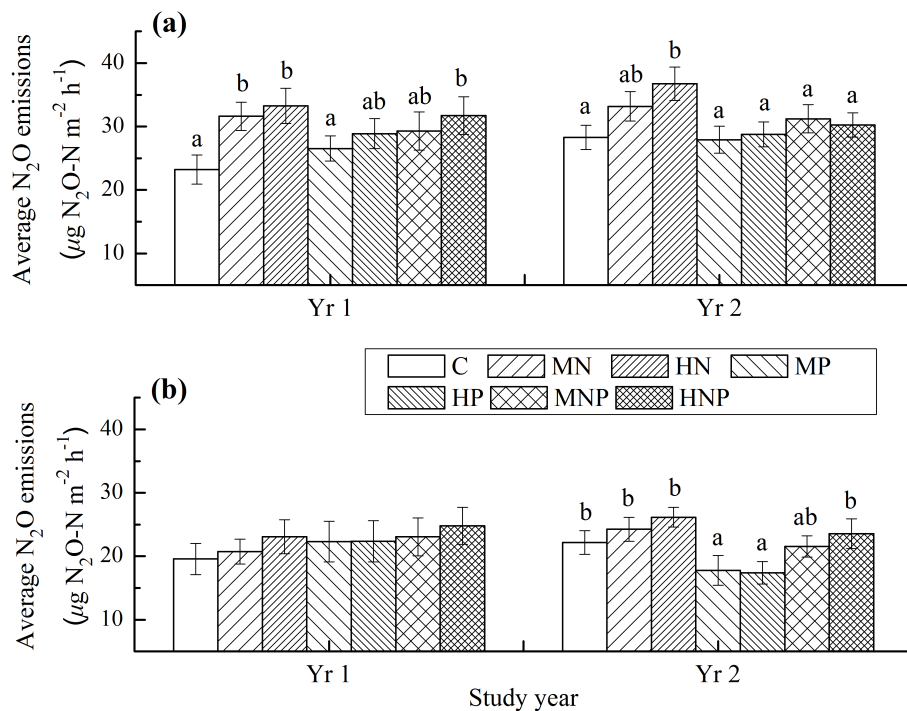 (a)
Average N2O emissions
(μg N2O-N m-2 h-1)
40
30
20
10
a b b a ab ab b
a ab b a a a a
Yr 1 Yr 2
C MN HN MP
HP MNP HNP
(b)
Average N2O emissions
(μg N2O-N m-2 h-1)
40
30
20
10
b b b a a ab b
Yr 1 Yr 2
Study year